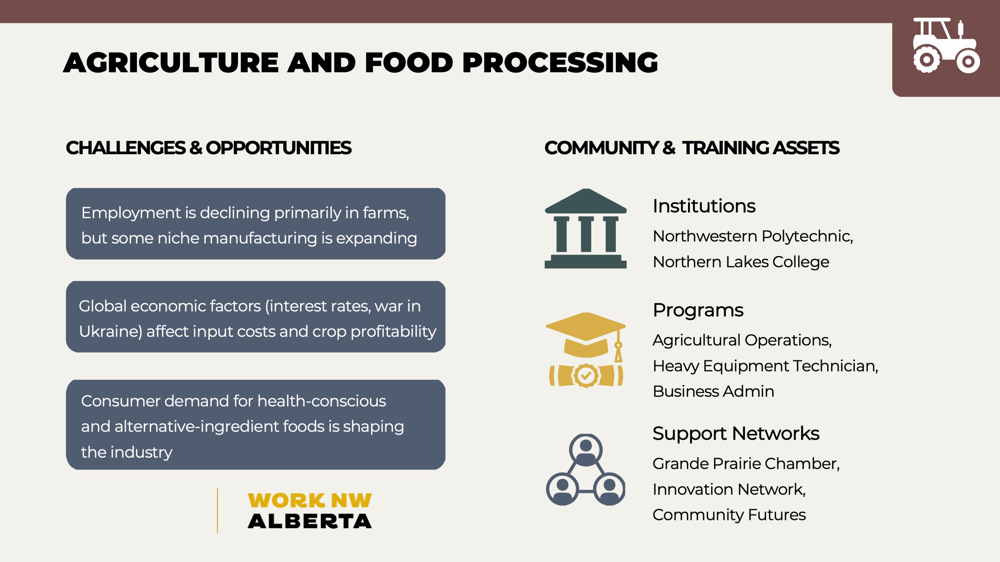 AGRICULTURE AND FOOD PROCESSING
CHALLENGES & OPPORTUNITIES
Employment is declining primarily in farms,
but some niche manufacturing is expanding
Global economic factors (interest rates, war in
Ukraine) affect input costs and crop profitability
Consumer demand for health-conscious
and alternative-ingredient foods is shaping
the industry
WORK NW
ALBERTA
COMMUNITY & TRAINING ASSETS
Institutions
Northwestern Polytechnic,
Northern Lakes College
Programs
Agricultural Operations,
Heavy Equipment Technician,
Business Admin
Support Networks
Grande Prairie Chamber,
Innovation Network,
Community Futures